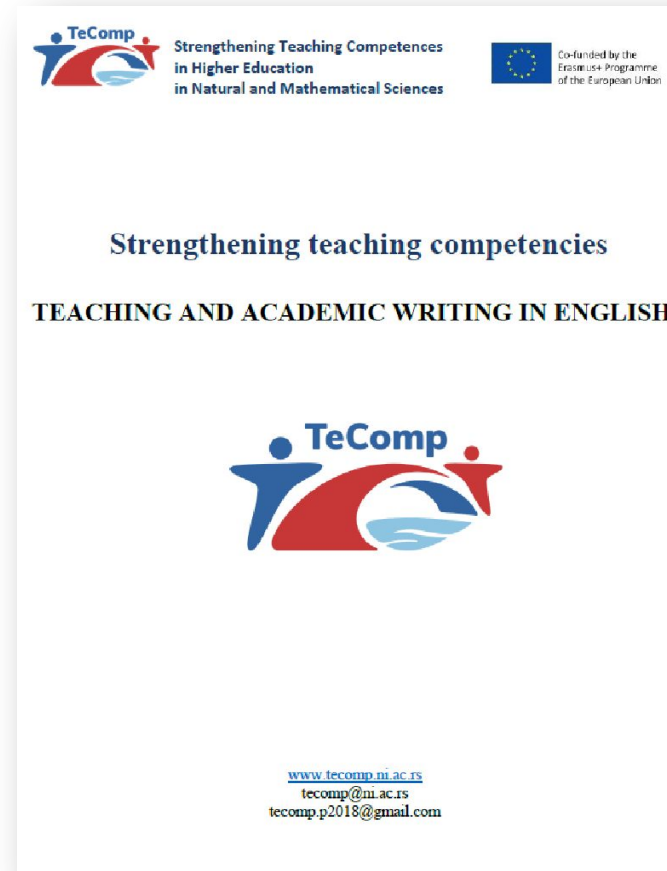 TeComp
Strengthening Teaching Competences
in Higher Education
in Natural and Mathematical Sciences
Co-funded by the
Erasmus+ Programme
of the European Union
Strengthening teaching competencies
TEACHING AND ACADEMIC WRITING IN ENGLISH
TeComp
www.tecomp.ni.ac.rs
tecomp@ni.ac.rs
tecomp.p2018@gmail.com